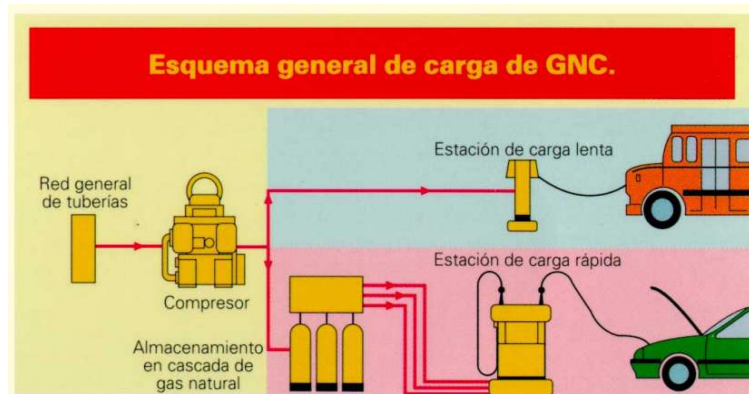 Esquema general de carga de GNC.
Estación de carga lenta
Red general
de tuberías
Compresor
Estación de carga rápida
Almacenamiento
en cascada de
gas natural